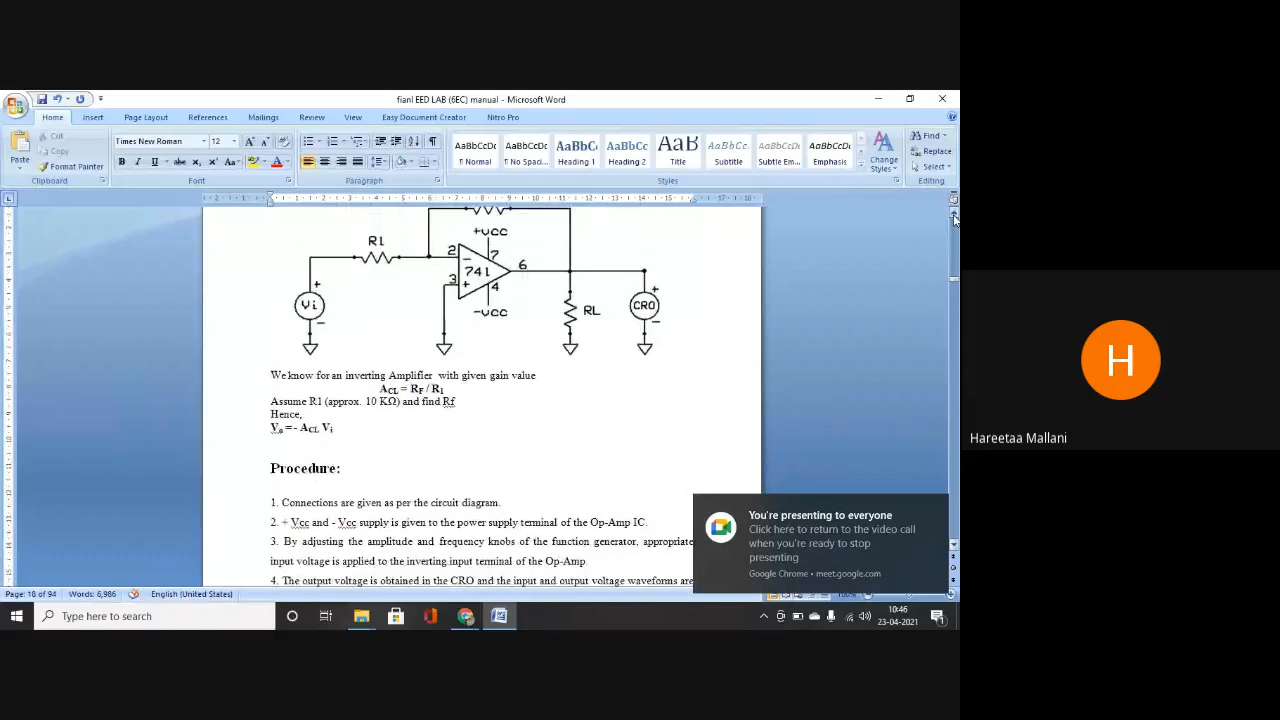 fianl EED LAB (6EC) manual - Microsoft Word
Home Insert Page Layout References Mailings Review View Easy Document Creator Nitro Pro
Cut
Copy
Format Painter
Paste
Clipboard
Times New Roman 12
Font
Paragraph
AaBbCcDc AaBbCcDc AaBbC AaBbCc AaB AaBbCc. AaBbCcDc AaBbCcDc
¶ Normal ¶ No Spaci... Heading 1 Heading 2 Title Subtitle Subtle Em... Emphasis
Change Styles
Styles
Find
Replace
Select
Editing
R1
+VCC
2
7
741
6
3
4
-VCC
Vi
RL
CRO
We know for an inverting Amplifier with given gain value
ACL = RF / R1
Assume R1 (approx. 10 KΩ) and find Rf
Hence,
Vo = - ACL Vi
Procedure:
1. Connections are given as per the circuit diagram.
2. + Vcc and - Vcc supply is given to the power supply terminal of the Op-Amp IC.
3. By adjusting the amplitude and frequency knobs of the function generator, appropriate
input voltage is applied to the inverting input terminal of the Op-Amp
4. The output voltage is obtained in the CRO and the input and output voltage waveforms are
You're presenting to everyone
Click here to return to the video call
when you're ready to stop
presenting
Google Chrome • meet.google.com
Page: 18 of 94 Words: 6,986 English (United States)
Type here to search
10:46
23-04-2021
H
Hareetaa Mallani